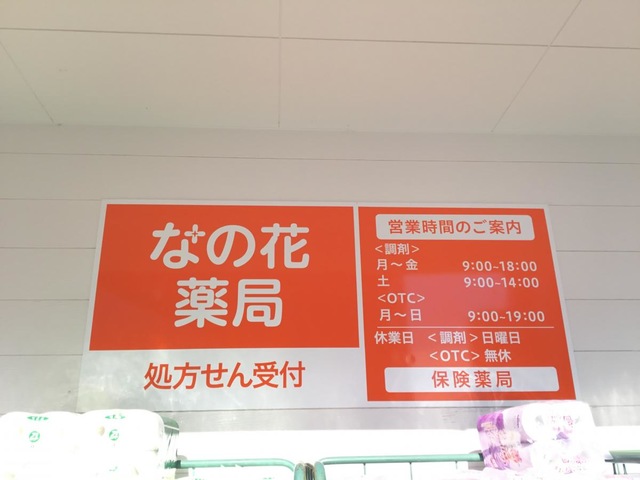 なの花
薬局
処方せん受付
営業時間のご案内
<調剤>
月～金 9:00~18:00
土 9:00~14:00
<OTC>
月～日 9:00~19:00
休業日 <調剤>日曜日
<OTC>無休
保険薬局